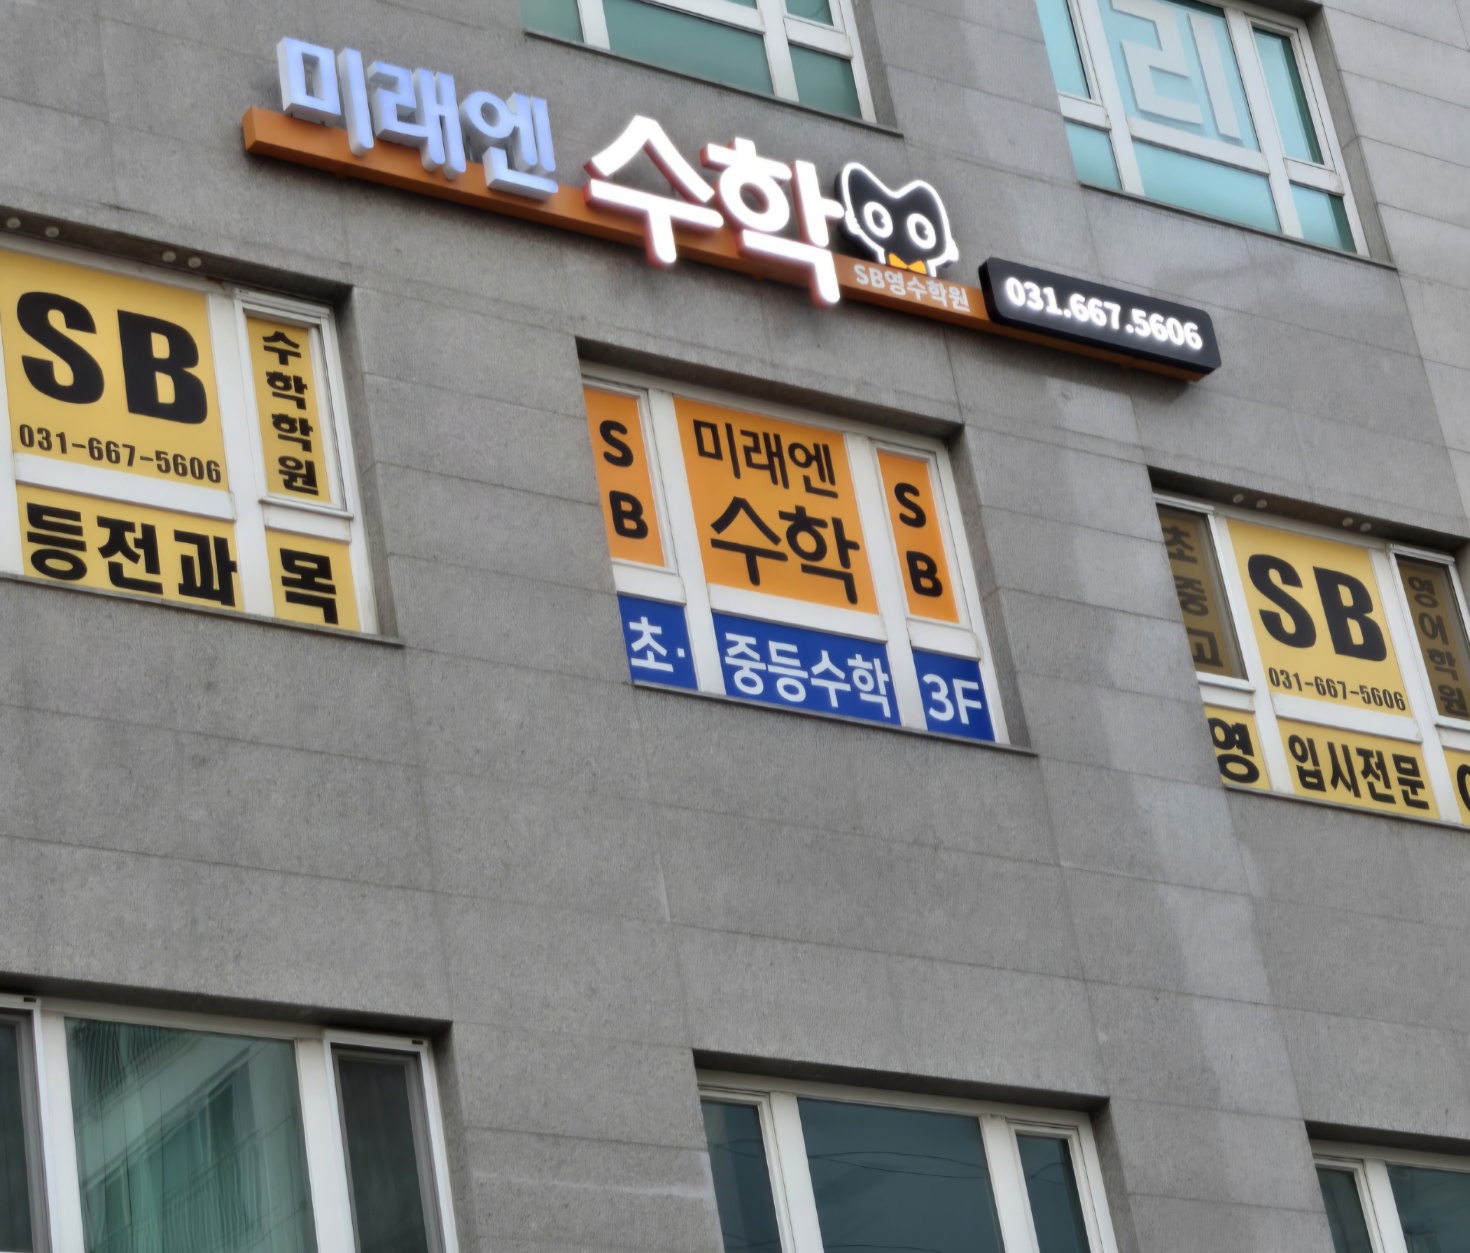 리
미래엔 수학
SB영수학원
031.667.5606
SB
031-667-5606
수학학원
등전과목
SB
미래엔
수학
SB
초·중등수학 3F
초중고
SB
031-667-5606
영어학원
영 입시전문